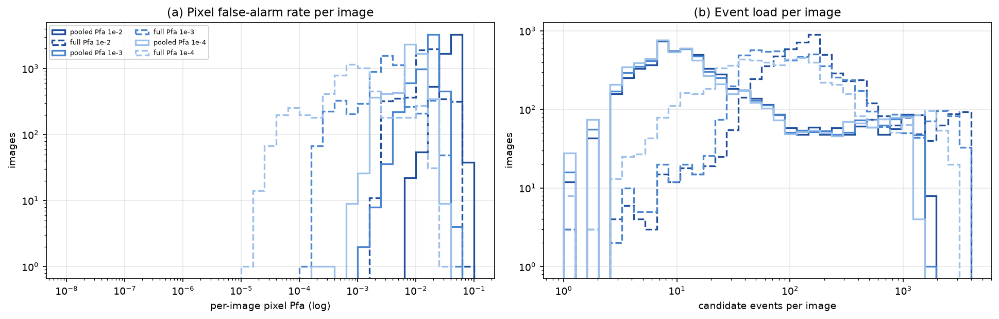 (a) Pixel false-alarm rate per image
pooled Pfa 1e-2
full Pfa 1e-2
pooled Pfa 1e-3
full Pfa 1e-3
pooled Pfa 1e-4
full Pfa 1e-4
10³
10²
10¹
10⁰
images
10⁻⁸ 10⁻⁷ 10⁻⁶ 10⁻⁵ 10⁻⁴ 10⁻³ 10⁻² 10⁻¹
per-image pixel Pfa (log)
(b) Event load per image
10³
10²
10¹
10⁰
images
10⁰ 10¹ 10² 10³
candidate events per image